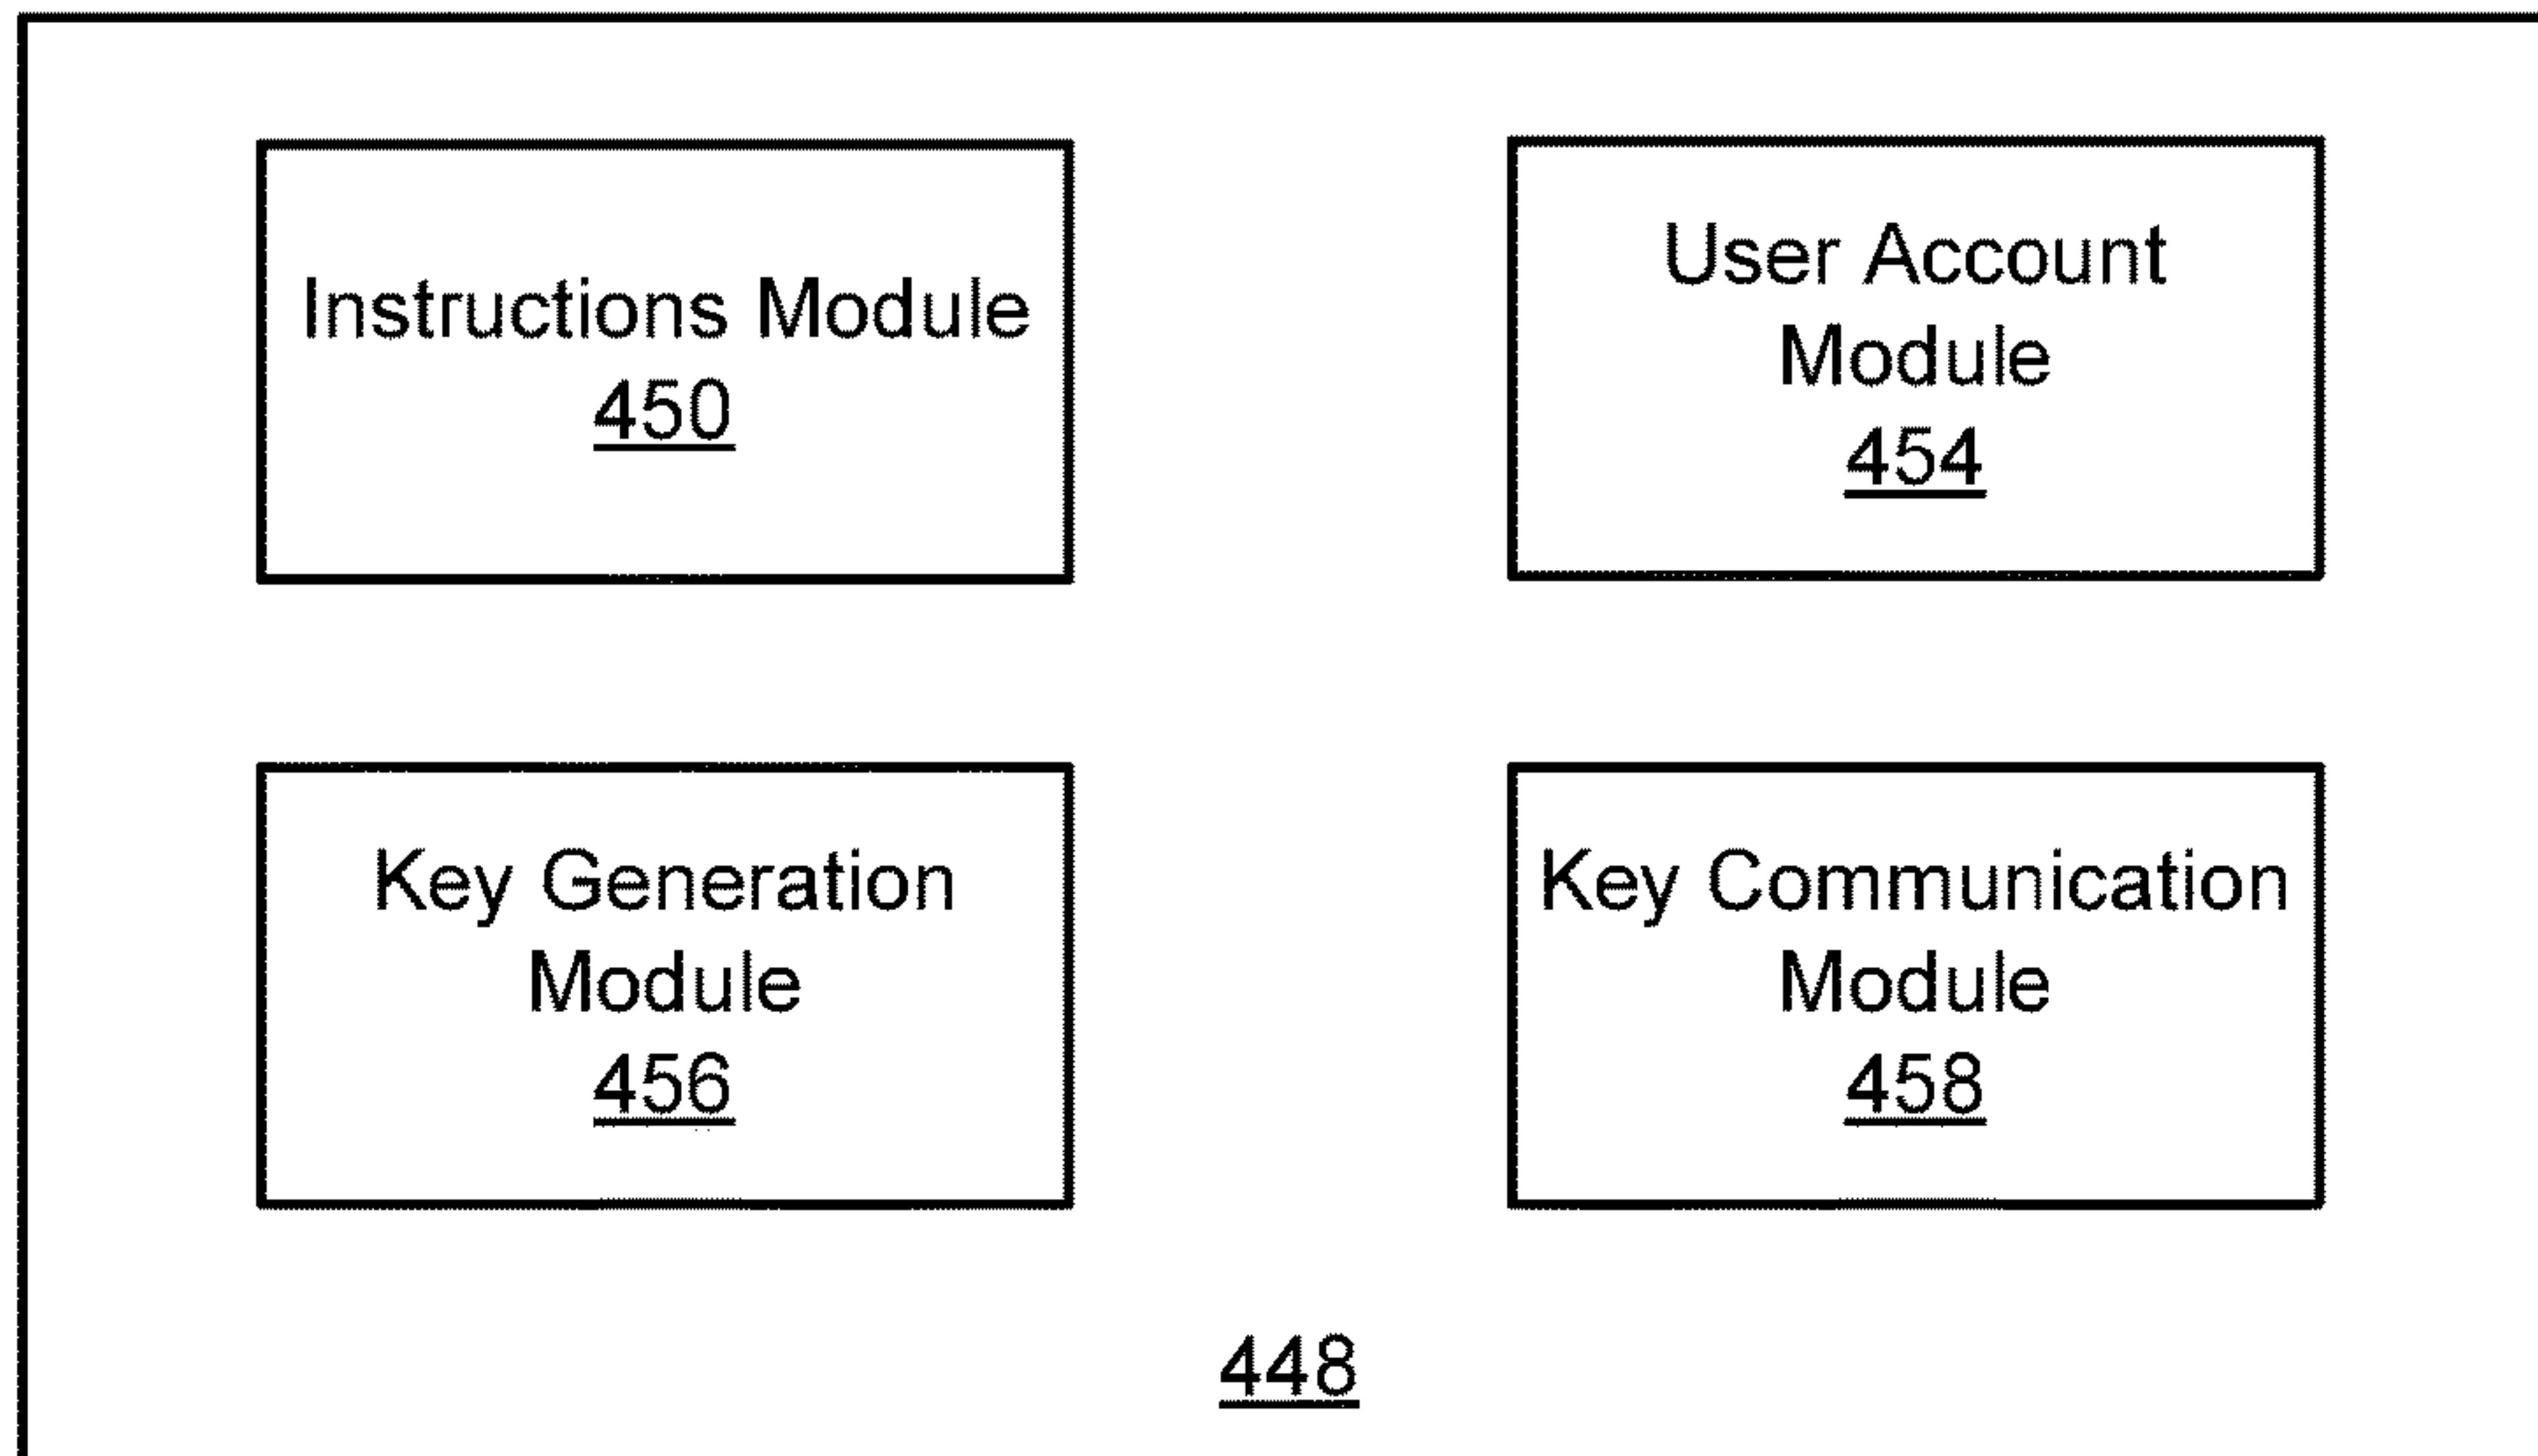 Instructions Module
450
User Account
Module
454
Key Generation
Module
456
Key Communication
Module
458
448